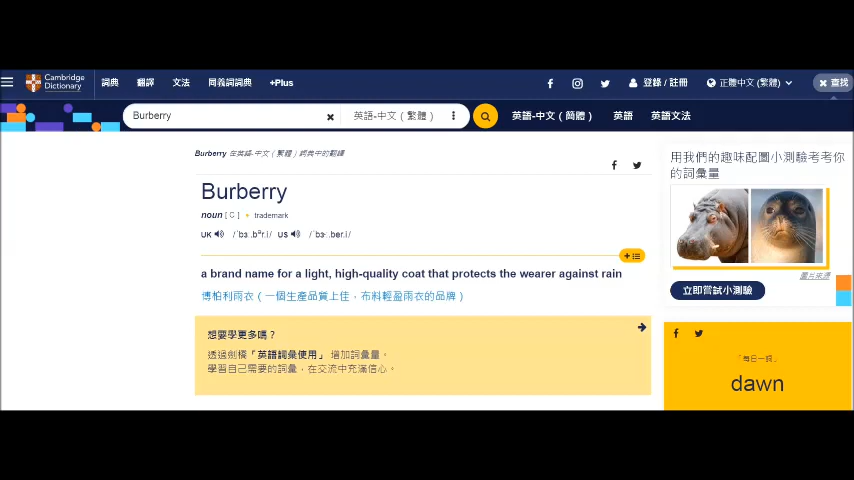 Cambridge
Dictionary
詞典
翻譯
文法
同義詞詞典
+Plus
登錄 / 註冊
正體中文 (繁體)
查找
Burberry
英語-中文（繁體）
英語-中文（簡體）
英語
英語文法
Burberry 在英語-中文（繁體）詞典中的翻譯
Burberry
noun [ C ]
trademark
UK
/ˈbɜː.bᵊr.i/
US
/ˈbɝː.ber.i/
a brand name for a light, high-quality coat that protects the wearer against rain
博柏利雨衣（一個生產品質上佳，布料輕盈雨衣的品牌）
想要學更多嗎？
透過劍橋「英語詞彙使用」 增加詞彙量。
學習自己需要的詞彙，在交流中充滿信心。
用我們的趣味配圖小測驗考考你
的詞彙量
圖片來源
立即嘗試小測驗
「每日一詞」
dawn